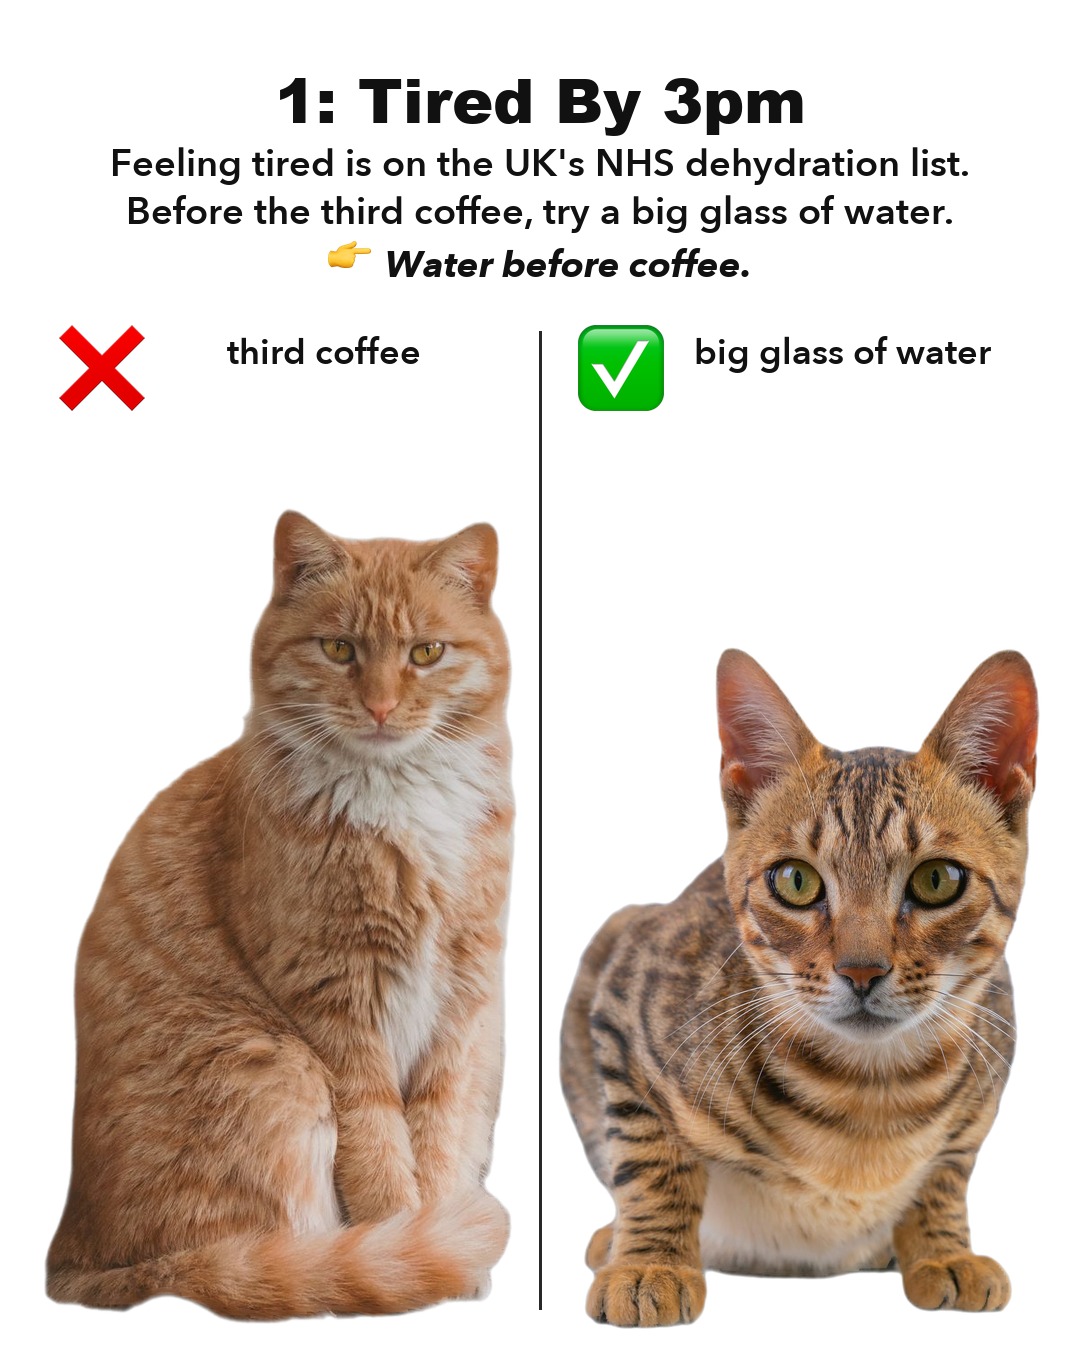 1: Tired By 3pm
Feeling tired is on the UK's NHS dehydration list.
Before the third coffee, try a big glass of water.
👉 Water before coffee.
❌ third coffee
✅ big glass of water